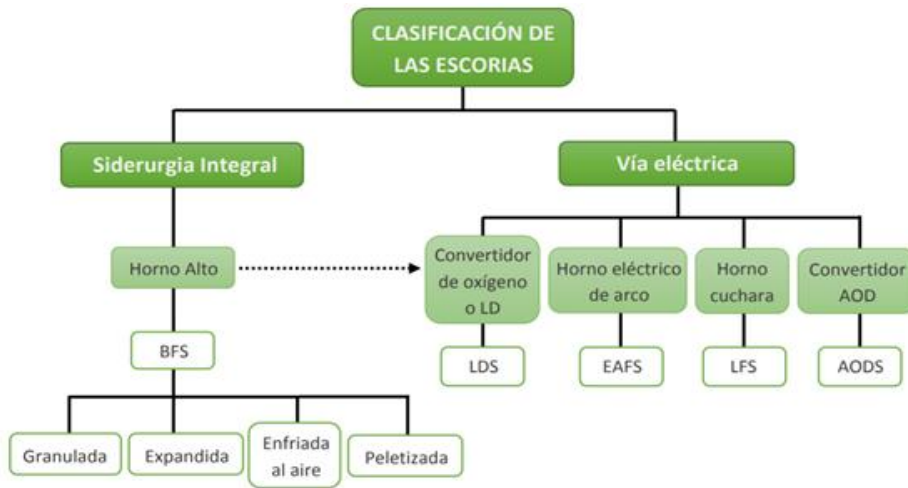 CLASIFICACIÓN DE
LAS ESCORIAS
Siderurgia Integral
Vía eléctrica
Horno Alto
Convertidor
de oxígeno
o LD
Horno eléctrico
de arco
Horno
cuchara
Convertidor
AOD
BFS
LDS
EAFS
LFS
AODS
Granulada
Expandida
Enfriada
al aire
Peletizada